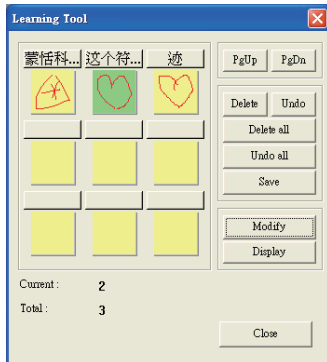 Learning Tool
蒙恬科... 这个符... 迹
PgUp PgDn
Delete Undo
Delete all
Undo all
Save
Modify
Display
Current : 2
Total : 3
Close